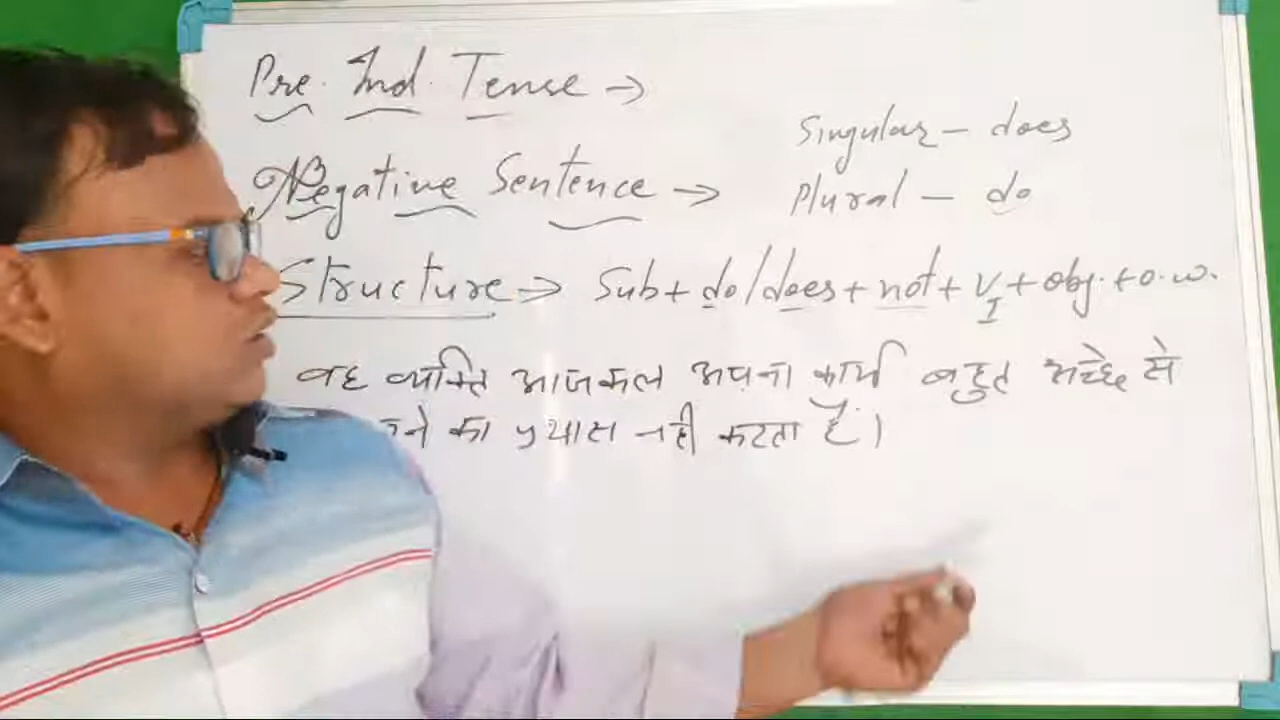 Pre. Ind. Tense →
Singular – does
Negative Sentence →
Plural – do
Structure → Sub + do/does + not + V I + obj. + o.w.
वह व्यक्ति आजकल अपना कार्य बहुत अच्छे से
का प्रयास नही करता है।